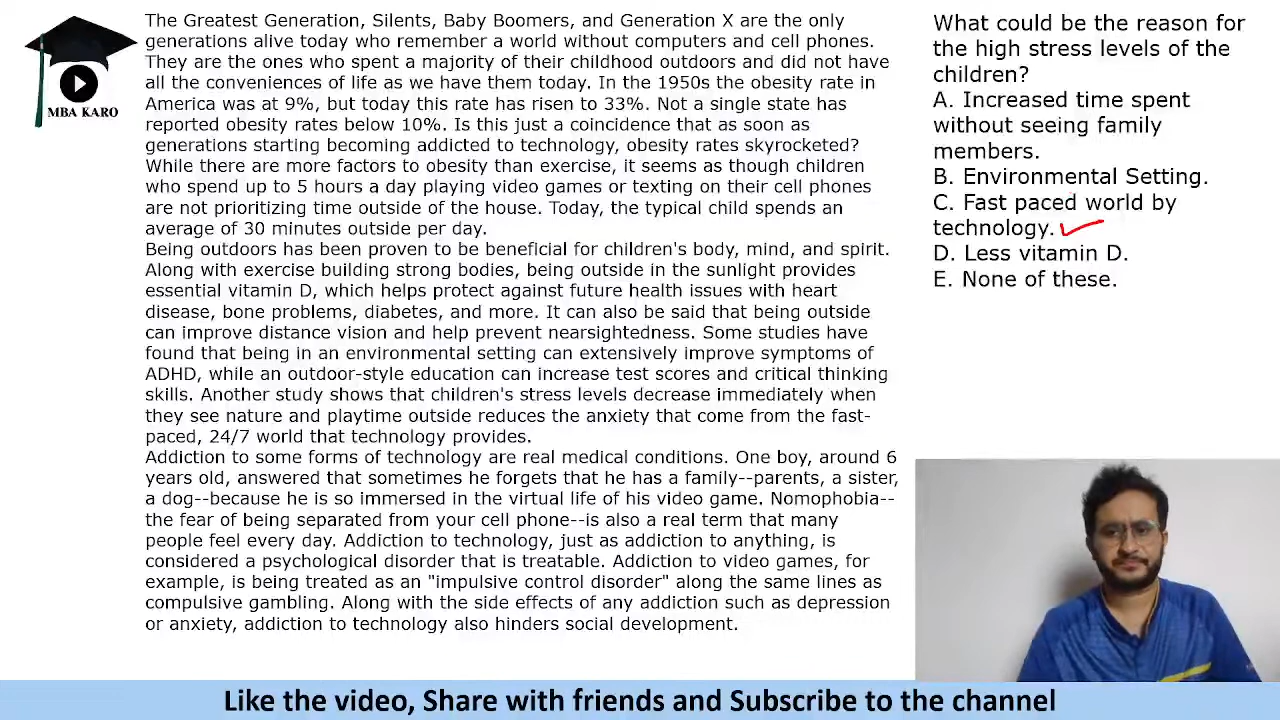 MBA KARO
The Greatest Generation, Silents, Baby Boomers, and Generation X are the only
generations alive today who remember a world without computers and cell phones.
They are the ones who spent a majority of their childhood outdoors and did not have
all the conveniences of life as we have them today. In the 1950s the obesity rate in
America was at 9%, but today this rate has risen to 33%. Not a single state has
reported obesity rates below 10%. Is this just a coincidence that as soon as
generations starting becoming addicted to technology, obesity rates skyrocketed?
While there are more factors to obesity than exercise, it seems as though children
who spend up to 5 hours a day playing video games or texting on their cell phones
are not prioritizing time outside of the house. Today, the typical child spends an
average of 30 minutes outside per day.
Being outdoors has been proven to be beneficial for children's body, mind, and spirit.
Along with exercise building strong bodies, being outside in the sunlight provides
essential vitamin D, which helps protect against future health issues with heart
disease, bone problems, diabetes, and more. It can also be said that being outside
can improve distance vision and help prevent nearsightedness. Some studies have
found that being in an environmental setting can extensively improve symptoms of
ADHD, while an outdoor-style education can increase test scores and critical thinking
skills. Another study shows that children's stress levels decrease immediately when
they see nature and playtime outside reduces the anxiety that come from the fast-
paced, 24/7 world that technology provides.
Addiction to some forms of technology are real medical conditions. One boy, around 6
years old, answered that sometimes he forgets that he has a family--parents, a sister,
a dog--because he is so immersed in the virtual life of his video game. Nomophobia--
the fear of being separated from your cell phone--is also a real term that many
people feel every day. Addiction to technology, just as addiction to anything, is
considered a psychological disorder that is treatable. Addiction to video games, for
example, is being treated as an "impulsive control disorder" along the same lines as
compulsive gambling. Along with the side effects of any addiction such as depression
or anxiety, addiction to technology also hinders social development.
What could be the reason for
the high stress levels of the
children?
A. Increased time spent
without seeing family
members.
B. Environmental Setting.
C. Fast paced world by
technology.
D. Less vitamin D.
E. None of these.
Like the video, Share with friends and Subscribe to the channel